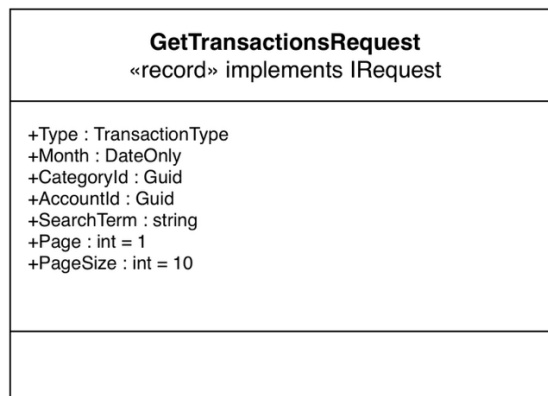 GetTransactionsRequest
«record» implements IRequest
+Type : TransactionType
+Month : DateOnly
+CategoryId : Guid
+AccountId : Guid
+SearchTerm : string
+Page : int = 1
+PageSize : int = 10